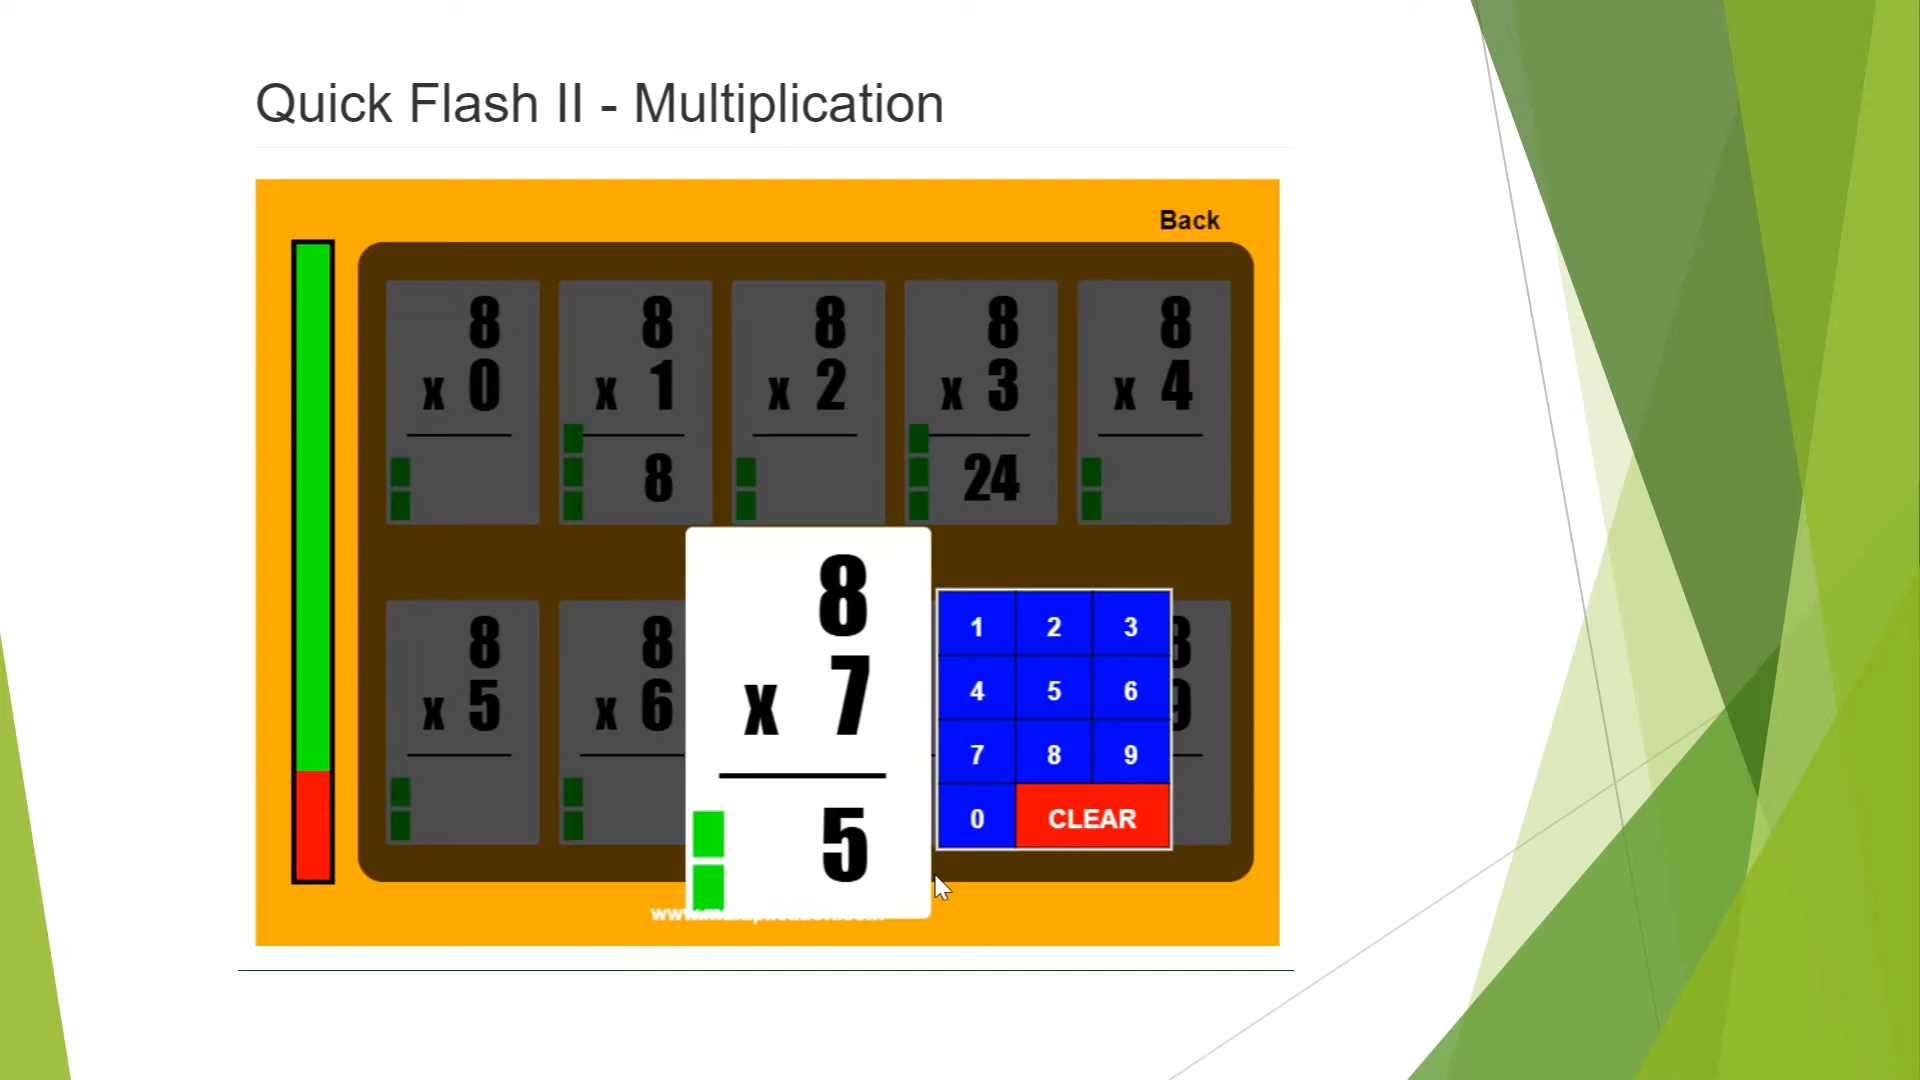 Quick Flash II - Multiplication
Back
8 8 8 8 8
x 0 x 1 x 2 x 3 x 4
8 24
8 8 8
x 5 x 6 x 7
5
1 2 3
4 5 6
7 8 9
0 CLEAR